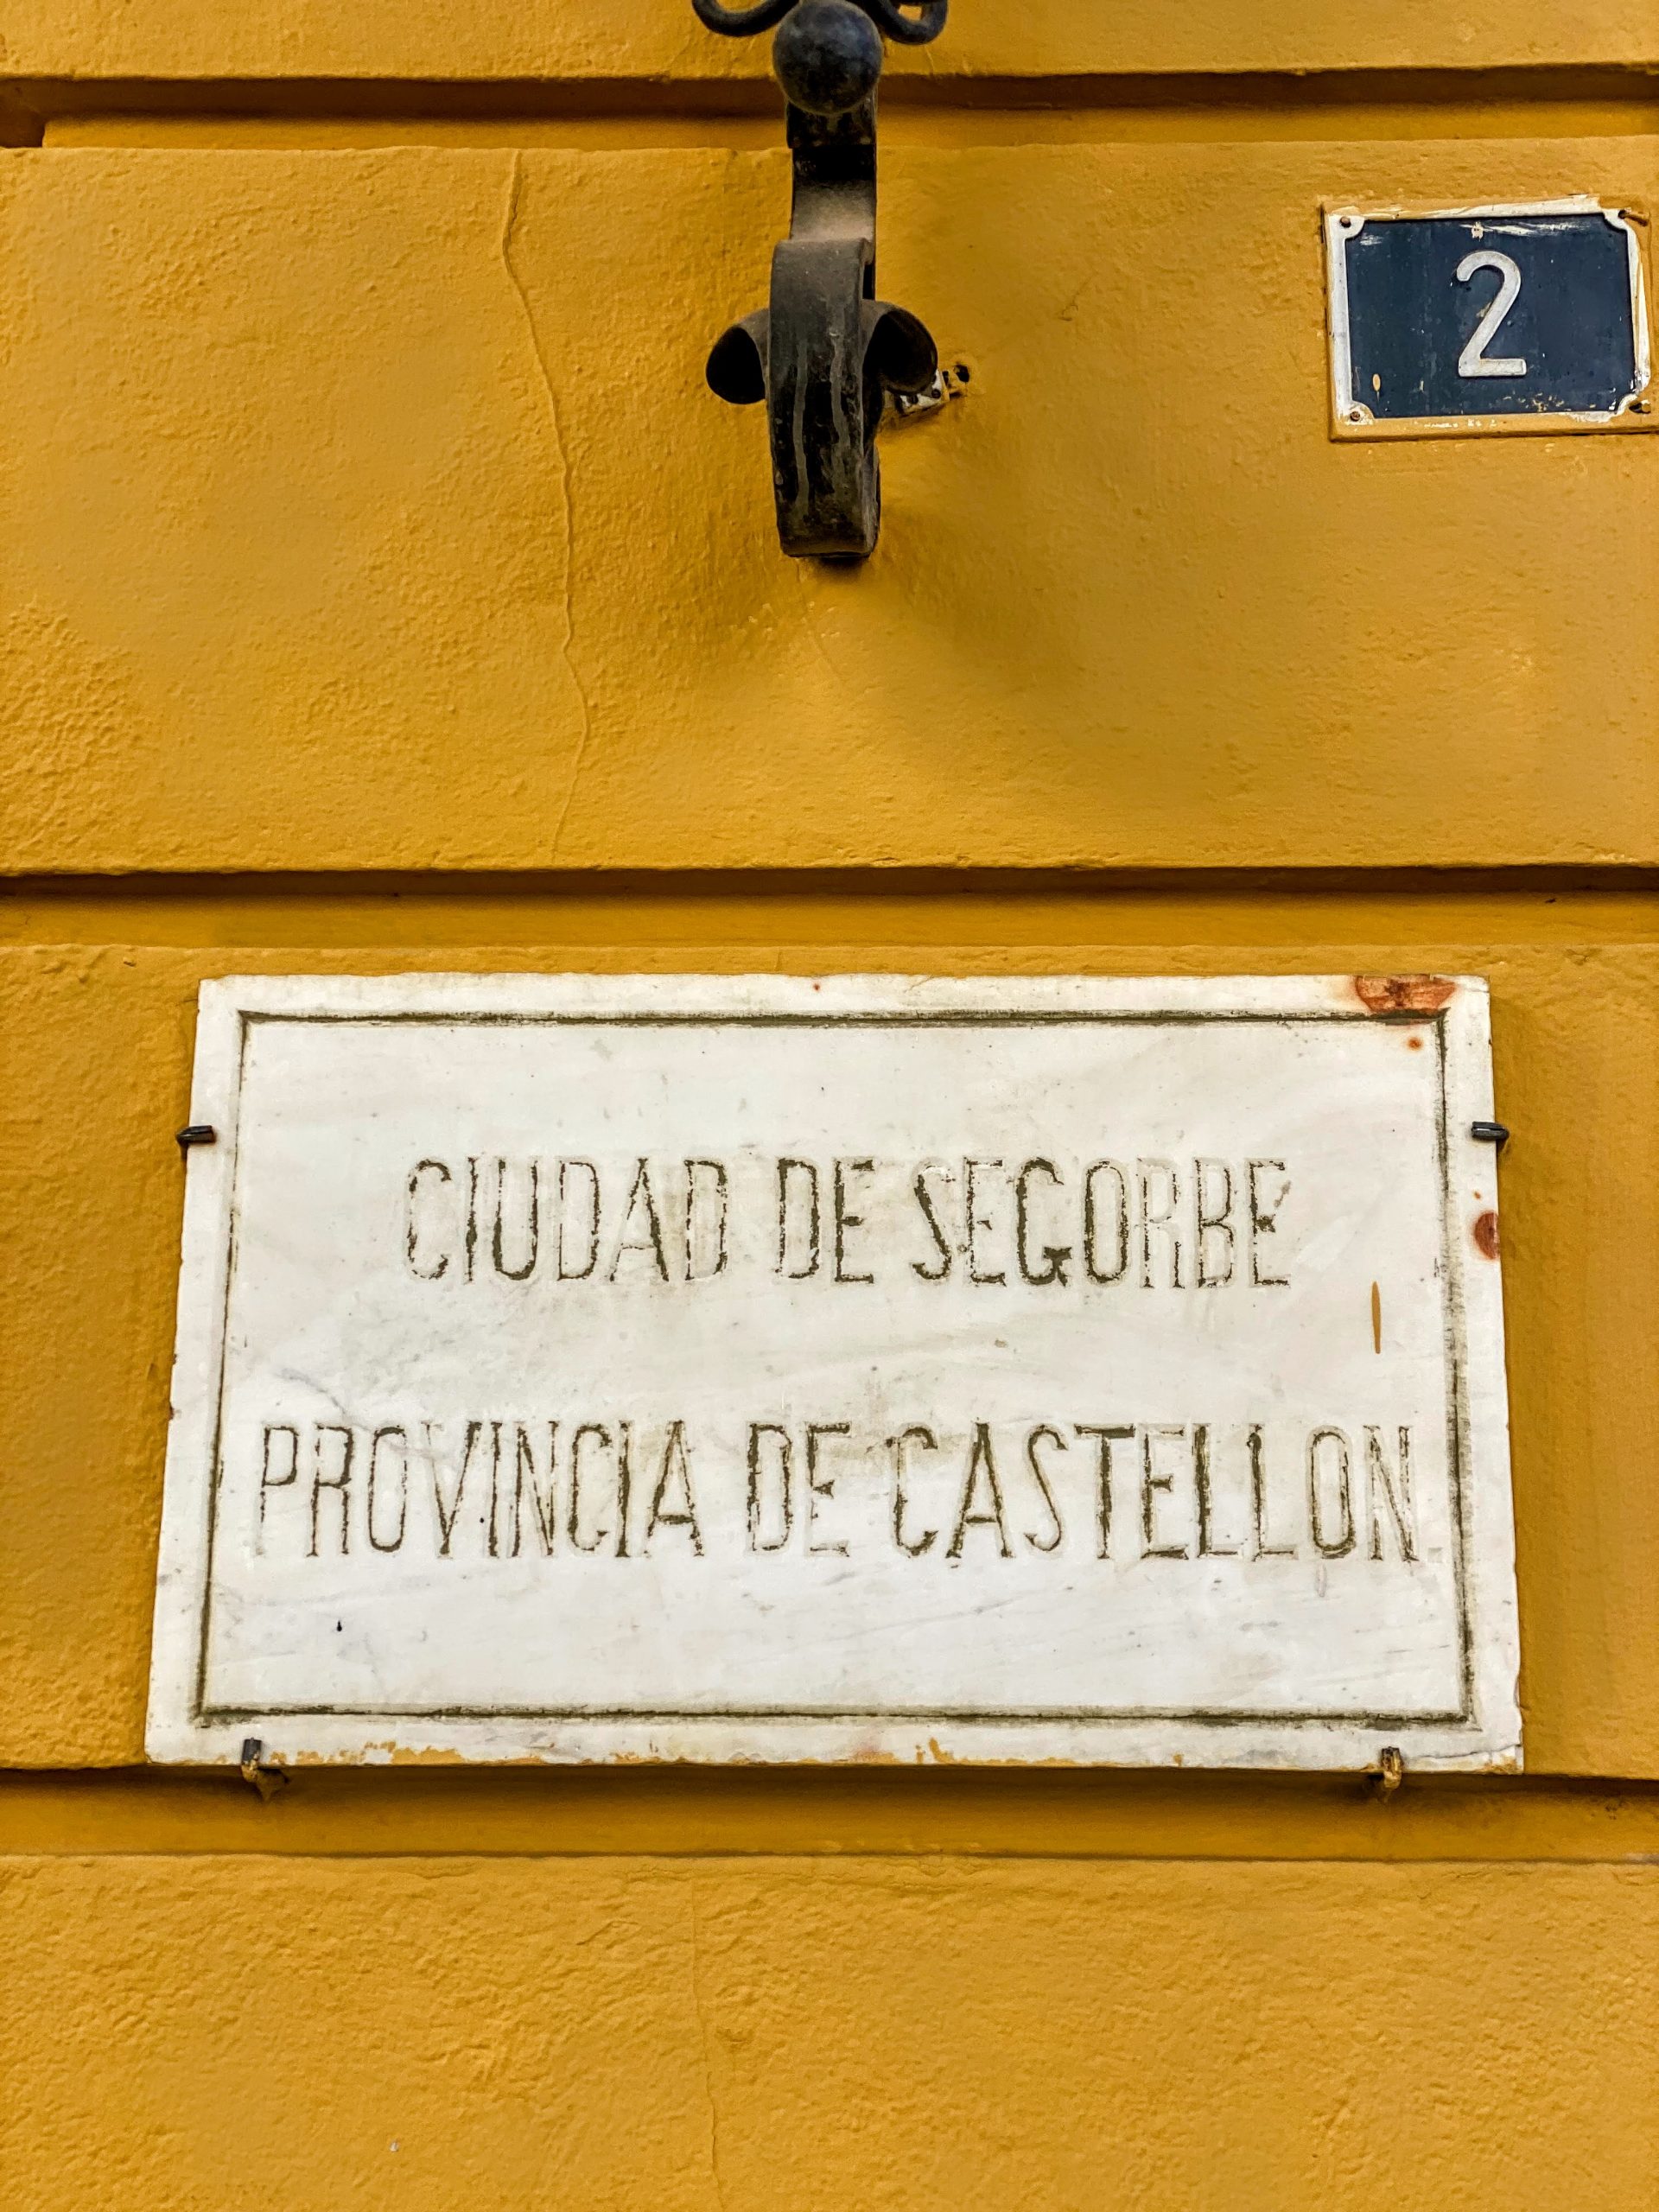 2
CIUDAD DE SEGORBE
PROVINCIA DE CASTELLON.